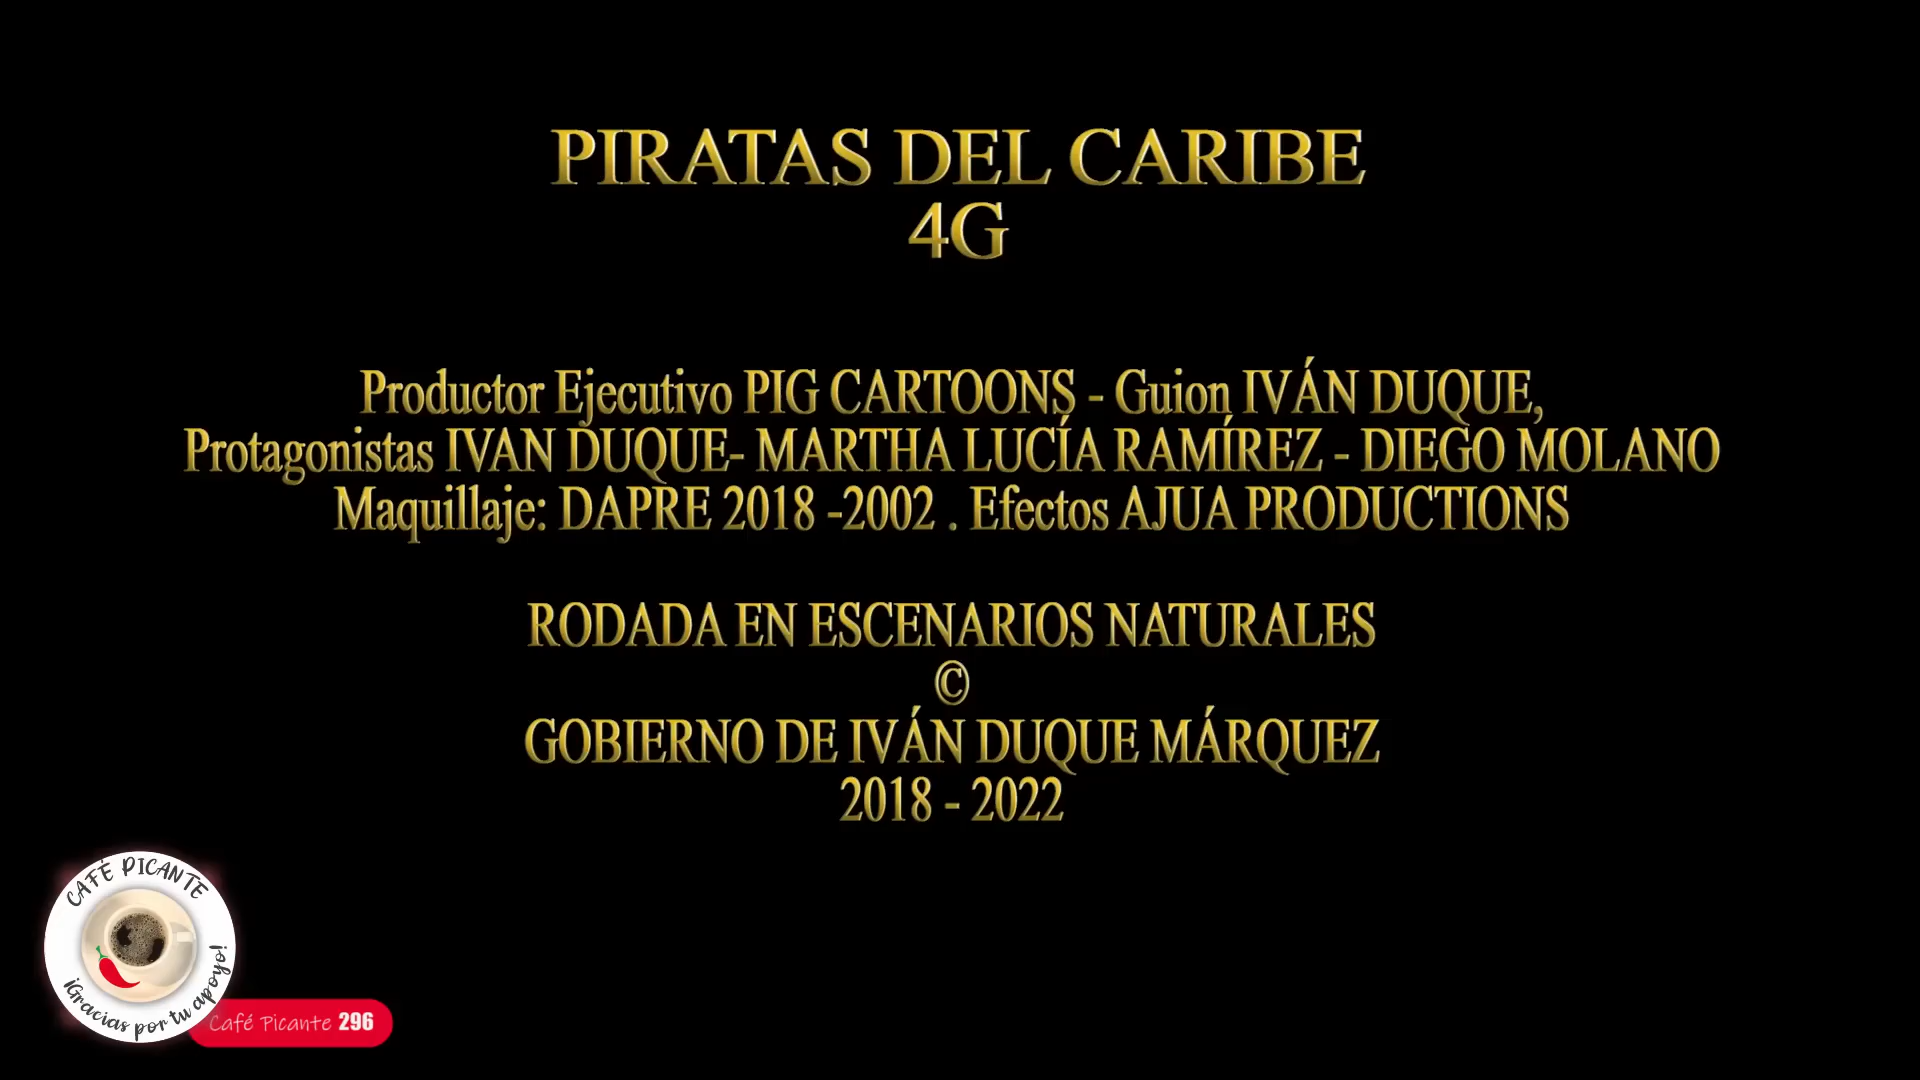 PIRATAS DEL CARIBE
4G
Productor Ejecutivo PIG CARTOONS - Guion IVÁN DUQUE,
Protagonistas IVAN DUQUE- MARTHA LUCÍA RAMÍREZ - DIEGO MOLANO
Maquillaje: DAPRE 2018 -2002 . Efectos AJUA PRODUCTIONS
RODADA EN ESCENARIOS NATURALES
©
GOBIERNO DE IVÁN DUQUE MÁRQUEZ
2018 - 2022
CAFÉ PICANTE
¡Gracias por tu apoyo!
Café Picante 296